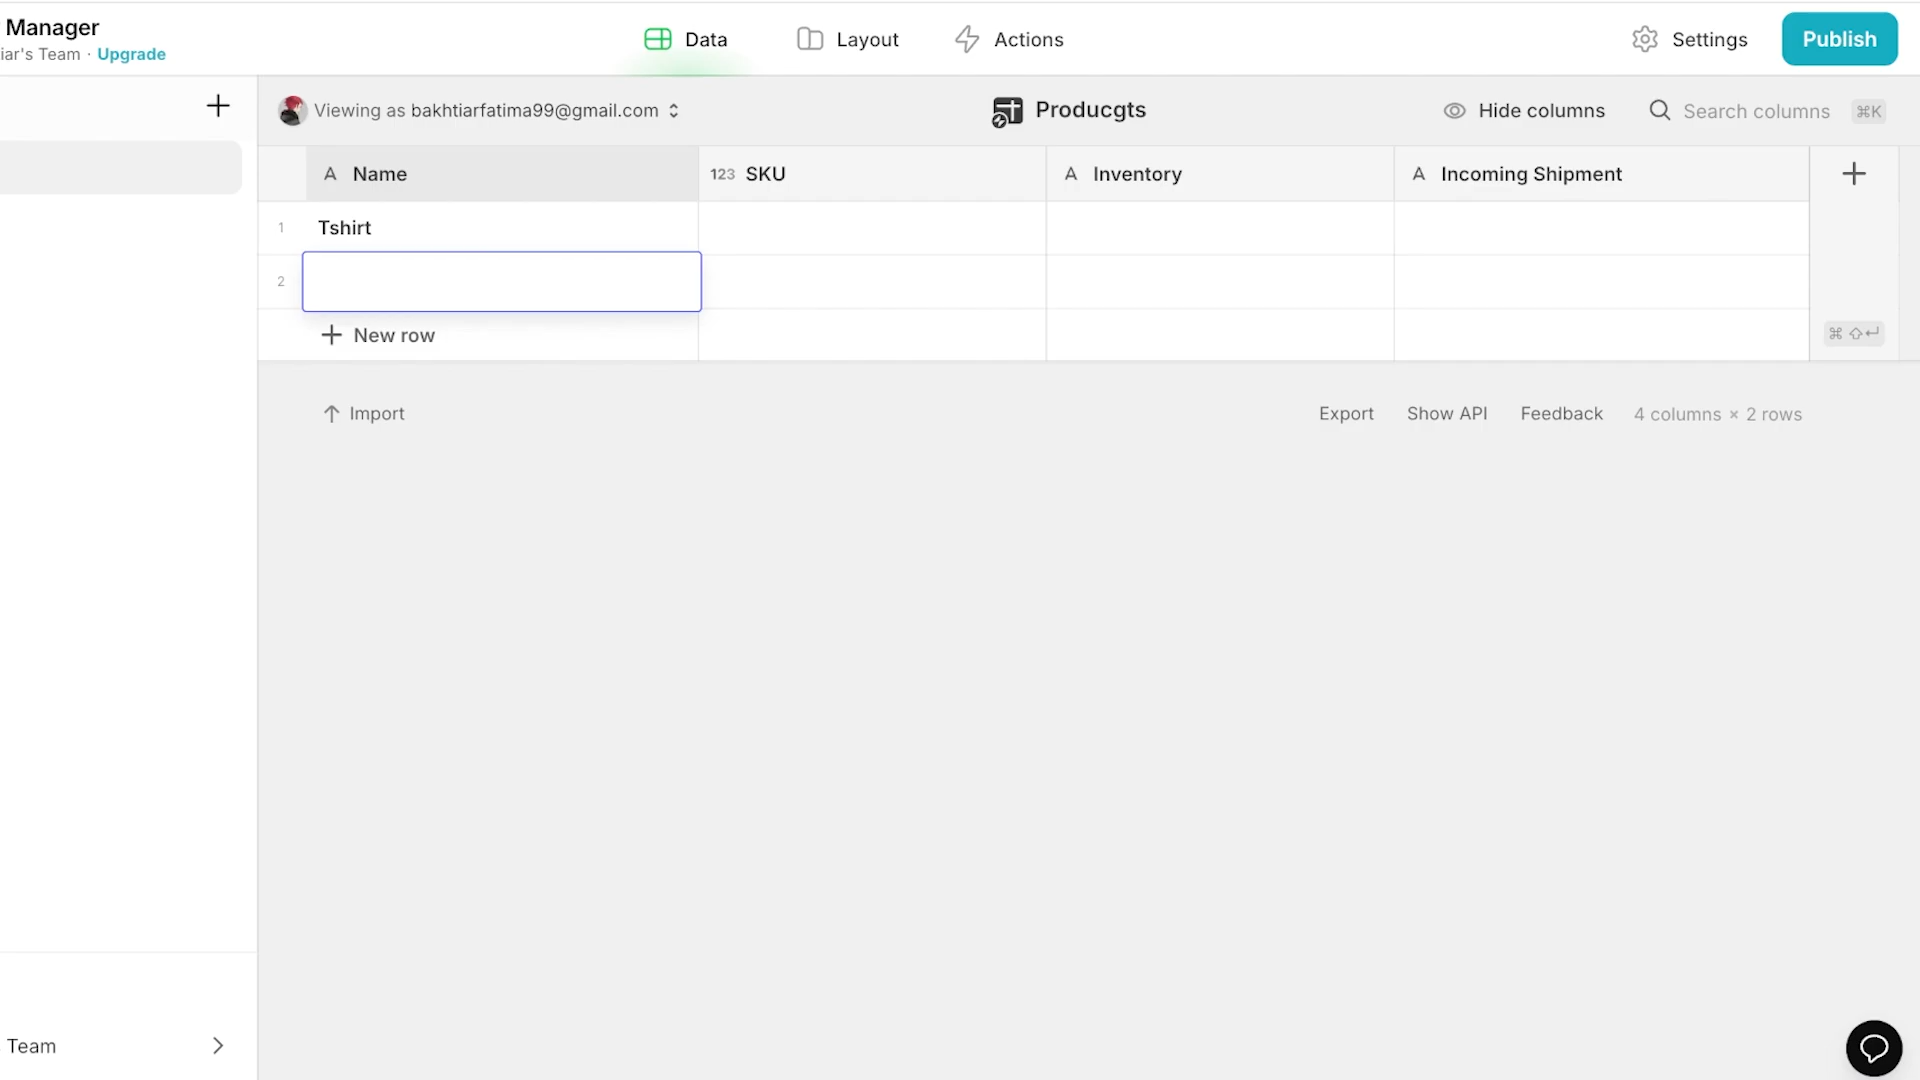 Manager
iar's Team · Upgrade
Data
Layout
Actions
Settings
Publish
Viewing as bakhtiarfatima99@gmail.com
Producgts
Hide columns
Search columns
⌘K
A Name
123 SKU
A Inventory
A Incoming Shipment
1 Tshirt
2
New row
⌘ ⇧ ↵
Import
Export
Show API
Feedback
4 columns × 2 rows
Team